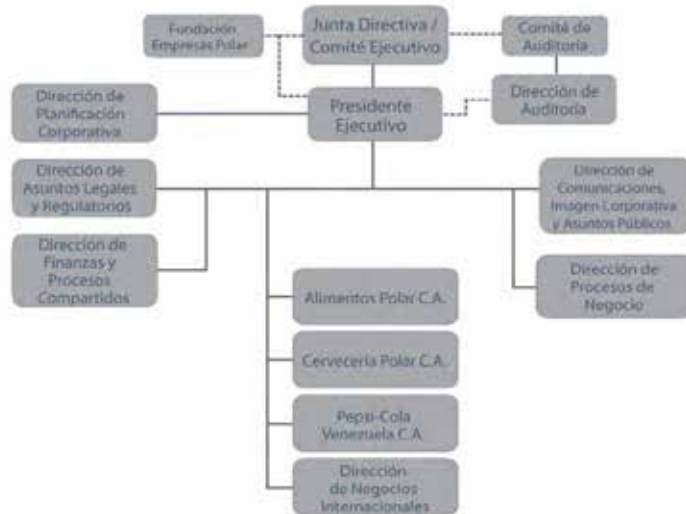 Fundación
Empresas Polar
Junta Directiva /
Comité Ejecutivo
Comité de
Auditoría
Dirección de
Planificación
Corporativa
Presidente
Ejecutivo
Dirección de
Auditoría
Dirección de
Asuntos Legales
y Regulatorios
Dirección de
Comunicaciones,
Imagen Corporativa
y Asuntos Públicos
Dirección de
Finanzas y
Procesos
Compartidos
Dirección de
Procesos de
Negocio
Alimentos Polar C.A.
Cervecería Polar C.A.
Pepsi-Cola
Venezuela C.A.
Dirección
de Negocios
Internacionales